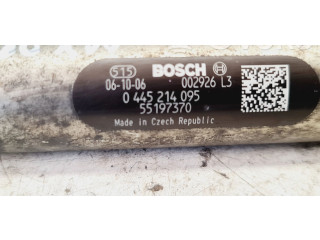 515 BOSCH
06-10-06 002926 L3
0 445 214 095
55197370
Made in Czech Republic